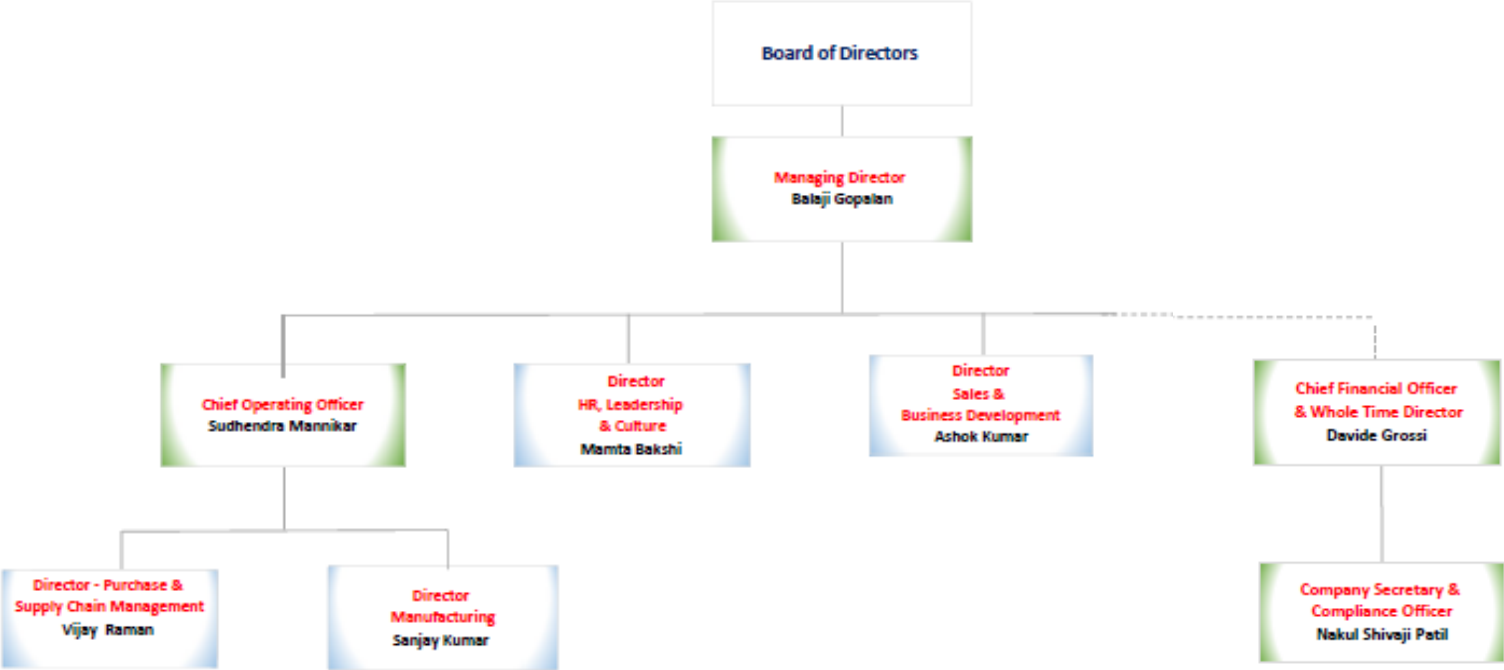 Board of Directors
Managing Director
Balaji Gopalan
Chief Operating Officer
Sudhendra Mannikar
Director
HR, Leadership
& Culture
Mamta Bakshi
Director
Sales &
Business Development
Ashok Kumar
Chief Financial Officer
& Whole Time Director
Davide Grossi
Director - Purchase &
Supply Chain Management
Vijay Raman
Director
Manufacturing
Sanjay Kumar
Company Secretary &
Compliance Officer
Nakul Shivaji Patil